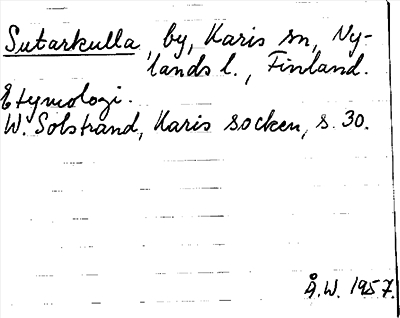 Sutarkulla, by, Karis sn, Ny-
lands l., Finland.
Etymologi.
W. Solstrand, Karis socken, s. 30.
Å.W. 1957.